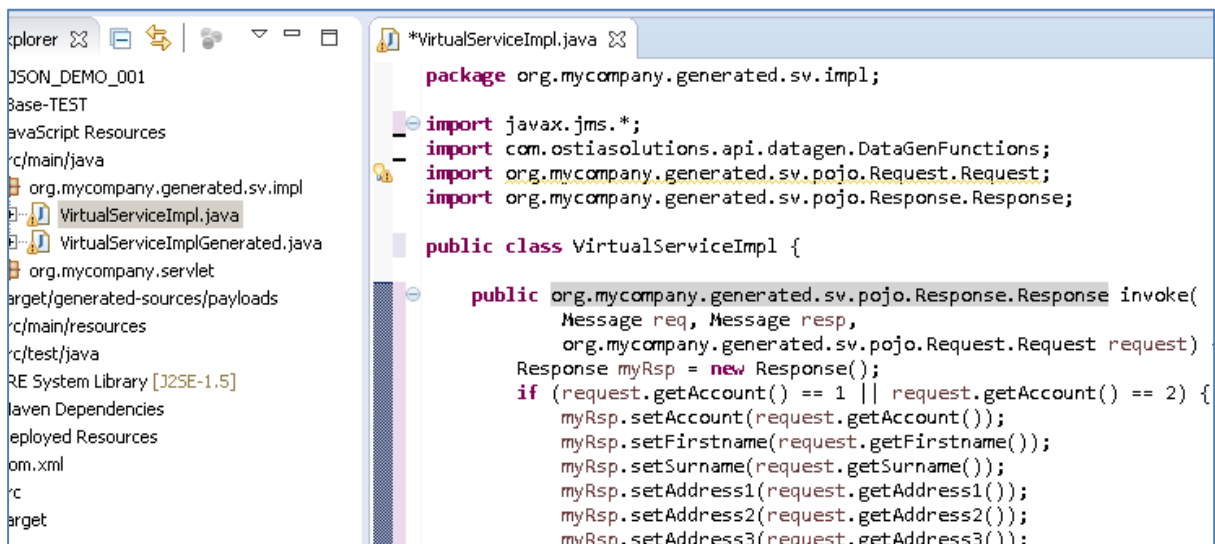 xplorer
JSON_DEMO_001
Base-TEST
avaScript Resources
rc/main/java
org.mycompany.generated.sv.impl
VirtualServiceImpl.java
VirtualServiceImplGenerated.java
org.mycompany.servlet
arget/generated-sources/payloads
rc/main/resources
rc/test/java
RE System Library [J2SE-1.5]
Maven Dependencies
eployed Resources
om.xml
rc
arget
*VirtualServiceImpl.java
package org.mycompany.generated.sv.impl;
import javax.jms.*;
import com.ostiasolutions.api.datagen.DataGenFunctions;
import org.mycompany.generated.sv.pojo.Request.Request;
import org.mycompany.generated.sv.pojo.Response.Response;
public class VirtualServiceImpl {
public org.mycompany.generated.sv.pojo.Response.Response invoke(
Message req, Message resp,
org.mycompany.generated.sv.pojo.Request.Request request) {
Response myRsp = new Response();
if (request.getAccount() == 1 || request.getAccount() == 2) {
myRsp.setAccount(request.getAccount());
myRsp.setFirstname(request.getFirstname());
myRsp.setSurname(request.getSurname());
myRsp.setAddress1(request.getAddress1());
myRsp.setAddress2(request.getAddress2());
myRsp.setAddress3(request.getAddress3());